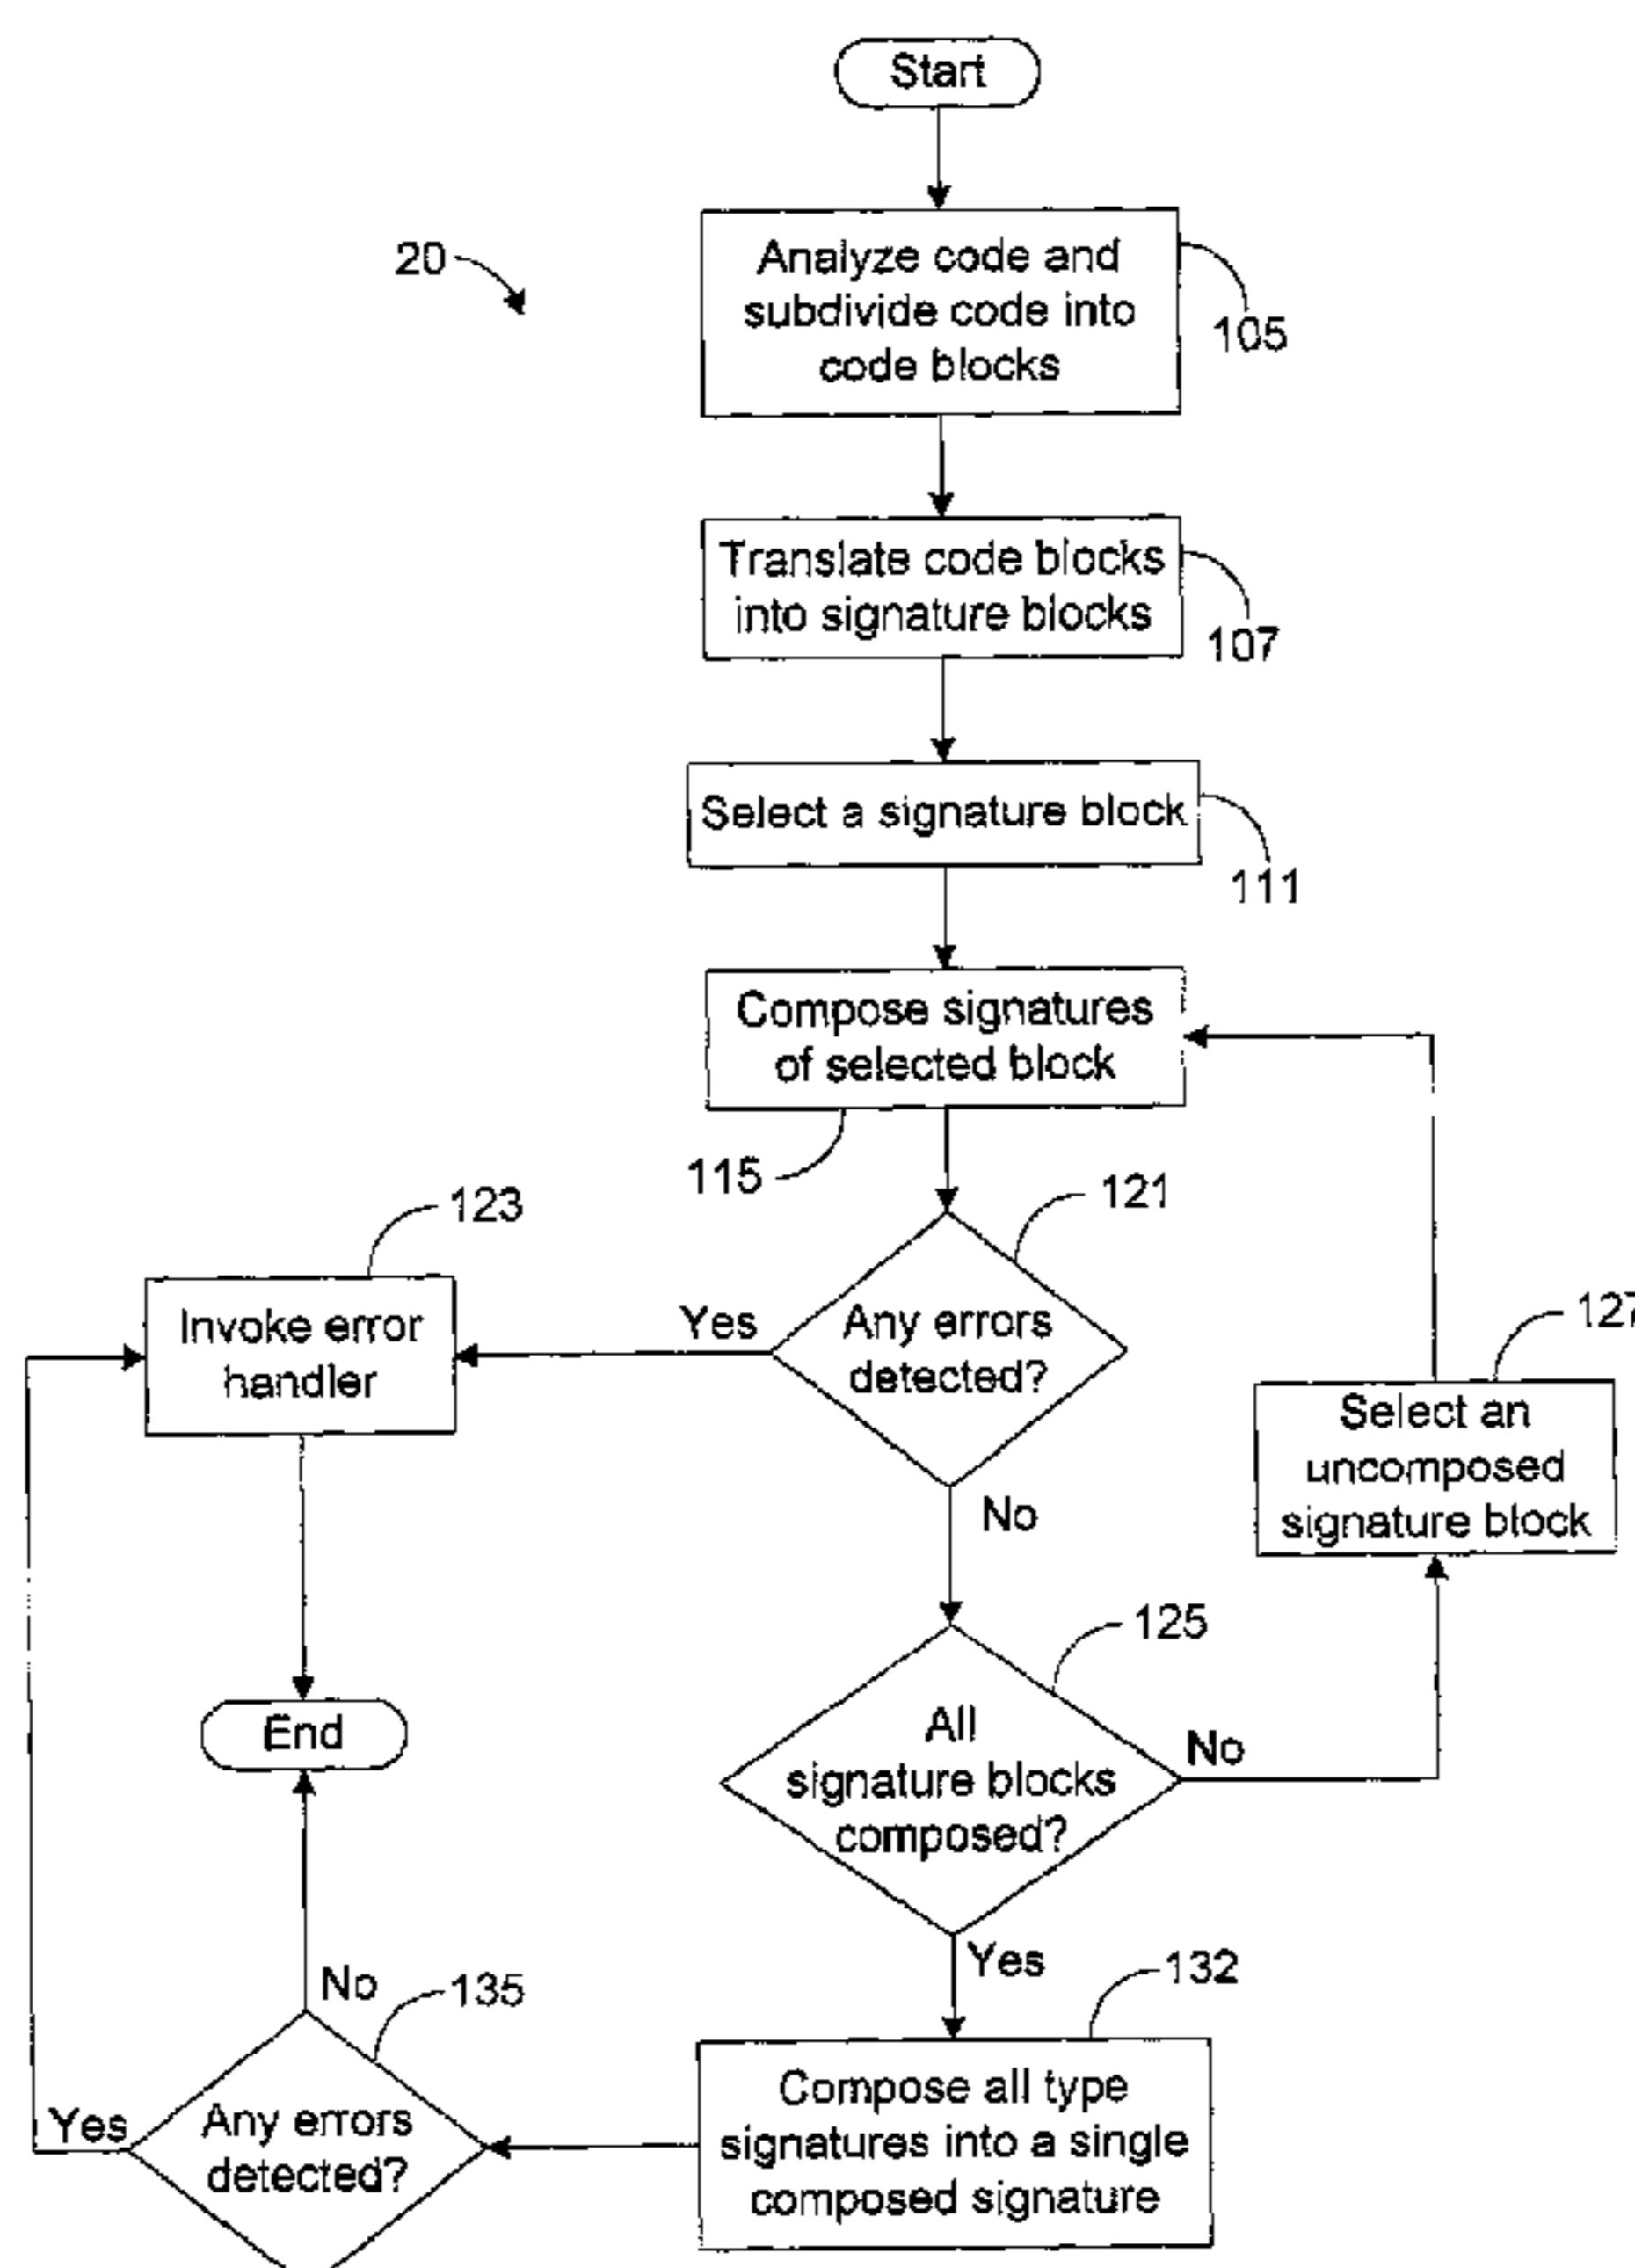 Start
20
Analyze code and
subdivide code into
code blocks
105
Translate code blocks
into signature blocks
107
Select a signature block
111
Compose signatures
of selected block
115
121
123
Invoke error
handler
Yes
Any errors
detected?
127
Select an
uncomposed
signature block
No
125
End
All
signature blocks
composed?
No
Yes
132
No
135
Yes
Any errors
detected?
Compose all type
signatures into a single
composed signature